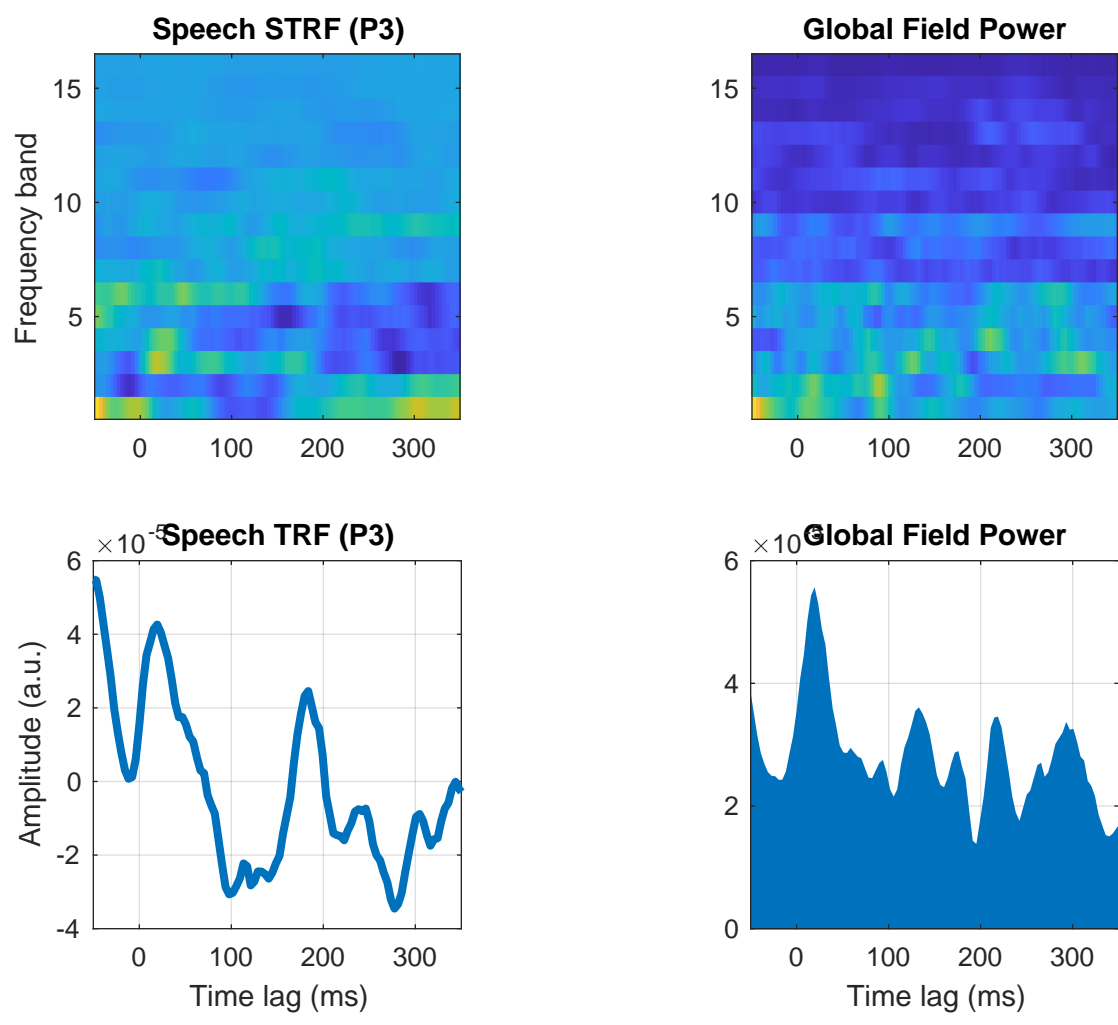 Speech STRF (P3)
Frequency band
15
10
5
0 100 200 300
Global Field Power
15
10
5
0 100 200 300
Speech TRF (P3)
×10-5
Amplitude (a.u.)
6
4
2
0
-2
-4
0 100 200 300
Time lag (ms)
Global Field Power
×10-5
6
4
2
0
0 100 200 300
Time lag (ms)